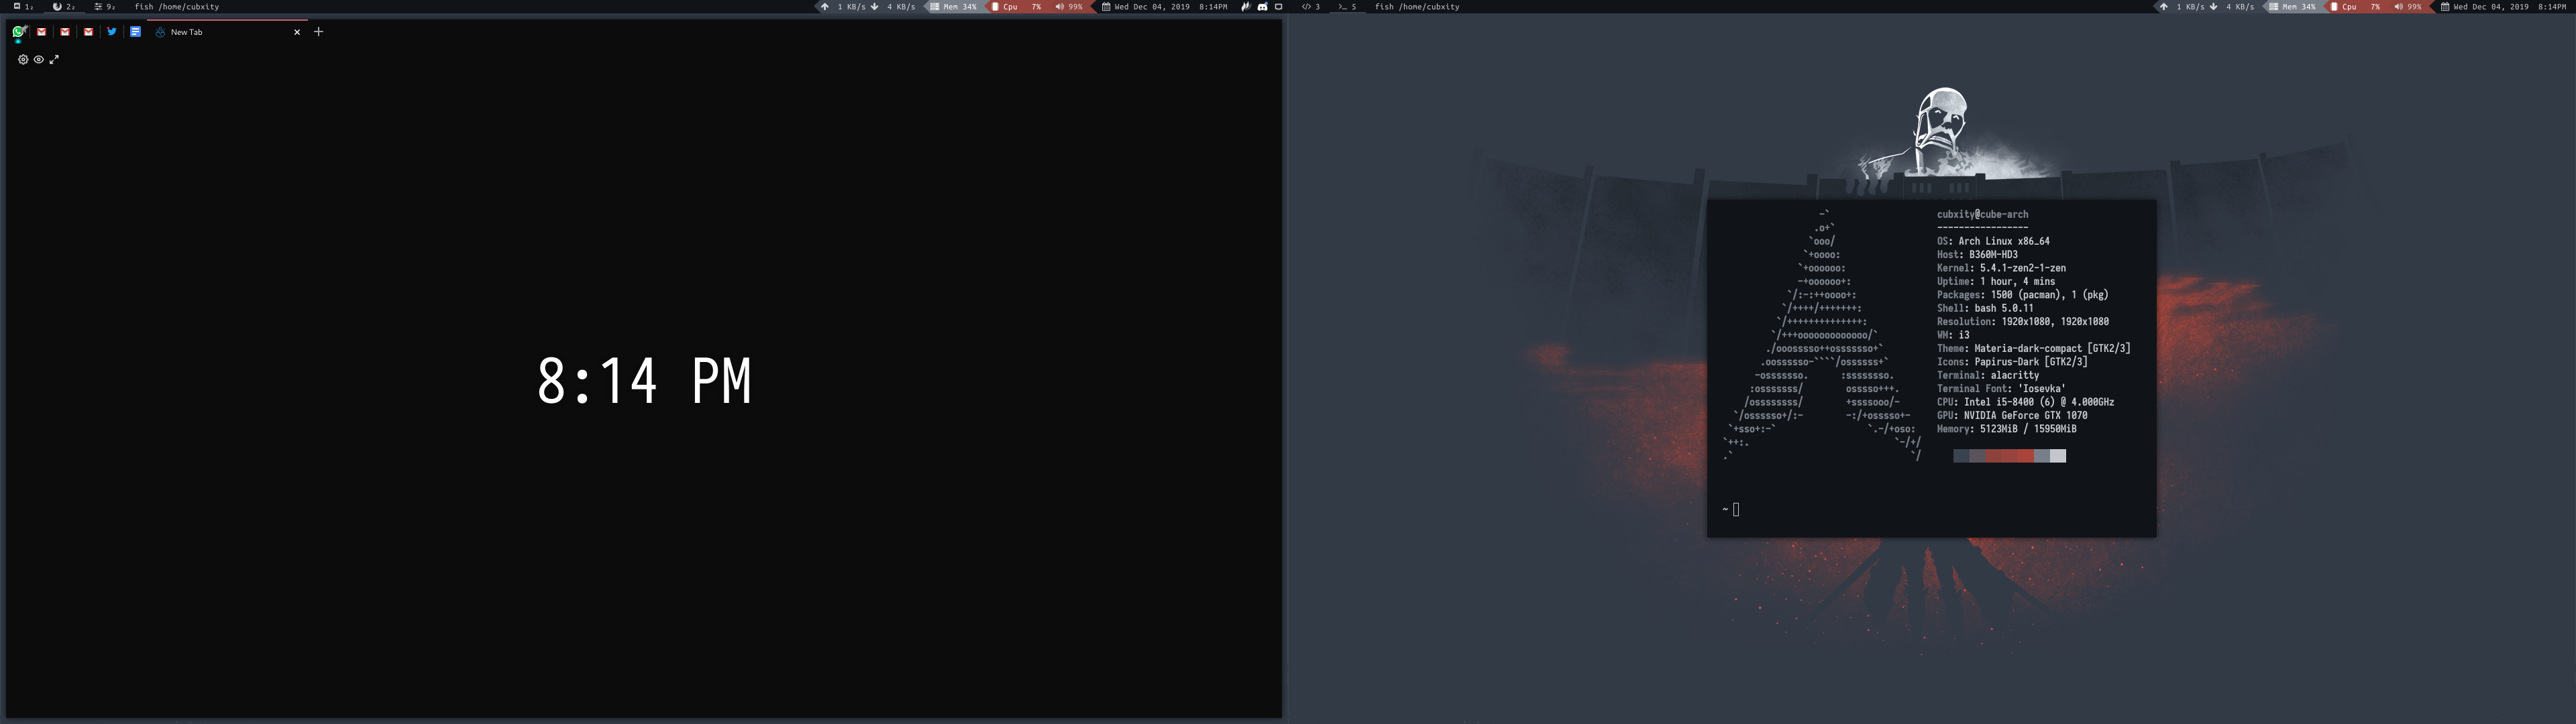 1₂ 2₂ 9₂ fish /home/cubxity 1 KB/s 4 KB/s Mem 34% Cpu 7% 99% Wed Dec 04, 2019 8:14PM
New Tab
8:14 PM
</> 3 >_ 5 fish /home/cubxity 1 KB/s 4 KB/s Mem 34% Cpu 7% 99% Wed Dec 04, 2019 8:14PM
cubxity@cube-arch
-----------------
OS: Arch Linux x86_64
Host: B360M-HD3
Kernel: 5.4.1-zen2-1-zen
Uptime: 1 hour, 4 mins
Packages: 1500 (pacman), 1 (pkg)
Shell: bash 5.0.11
Resolution: 1920x1080, 1920x1080
WM: i3
Theme: Materia-dark-compact [GTK2/3]
Icons: Papirus-Dark [GTK2/3]
Terminal: alacritty
Terminal Font: 'Iosevka'
CPU: Intel i5-8400 (6) @ 4.000GHz
GPU: NVIDIA GeForce GTX 1070
Memory: 5123MiB / 15950MiB
~